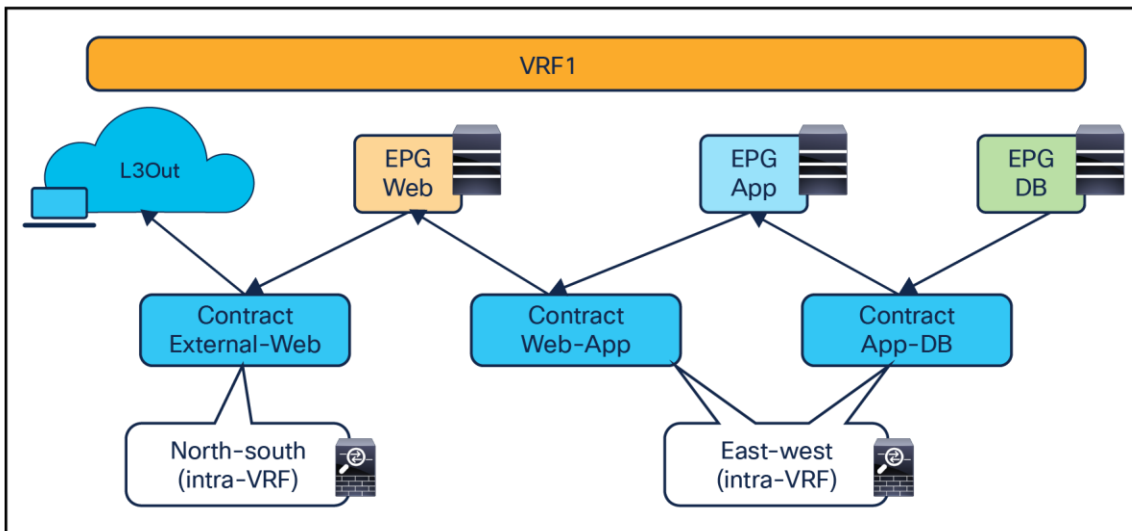 VRF1
L3Out
EPG
Web
EPG
App
EPG
DB
Contract
External-Web
Contract
Web-App
Contract
App-DB
North-south
(intra-VRF)
East-west
(intra-VRF)